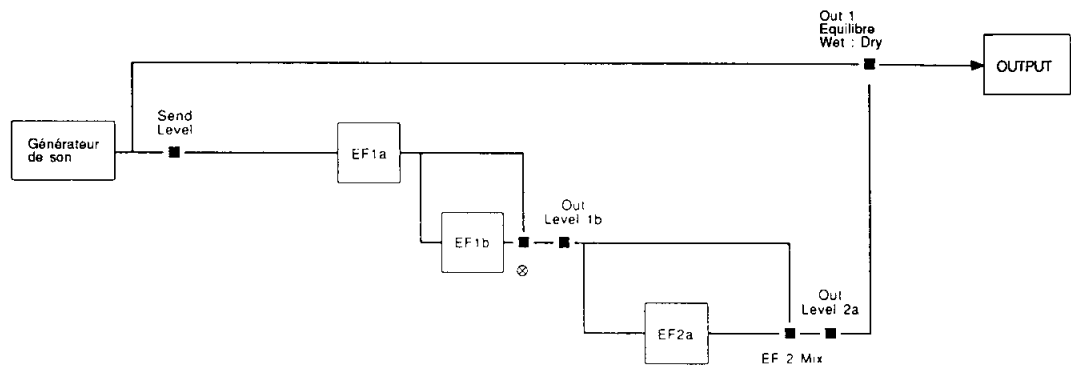 Out 1
Equilibre
Wet : Dry
OUTPUT
Send
Level
Générateur
de son
EF1a
Out
Level 1b
EF1b
Out
Level 2a
EF2a
EF 2 Mix